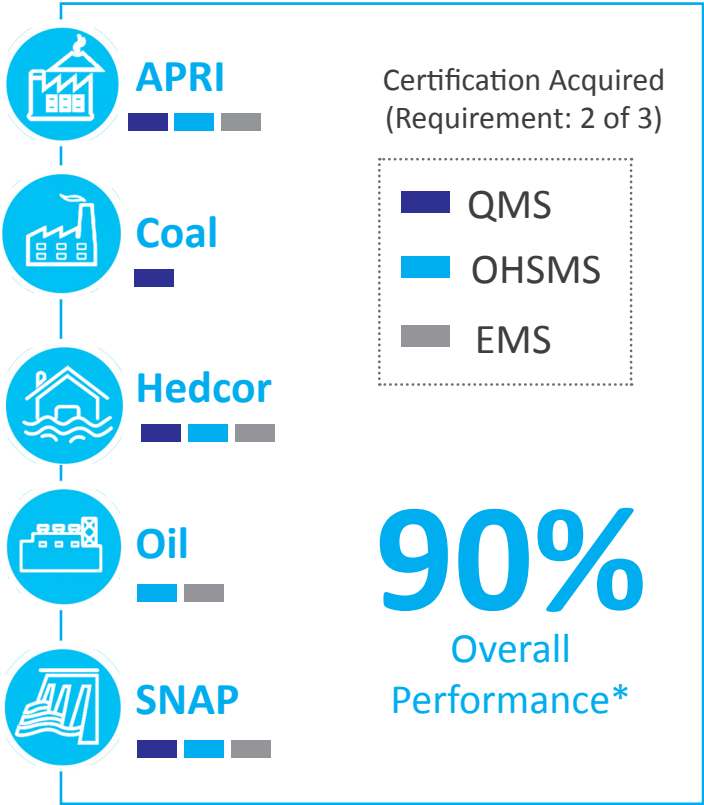 APRI
Certification Acquired
(Requirement: 2 of 3)
QMS
Coal
OHSMS
EMS
Hedcor
Oil
90%
Overall
Performance*
SNAP